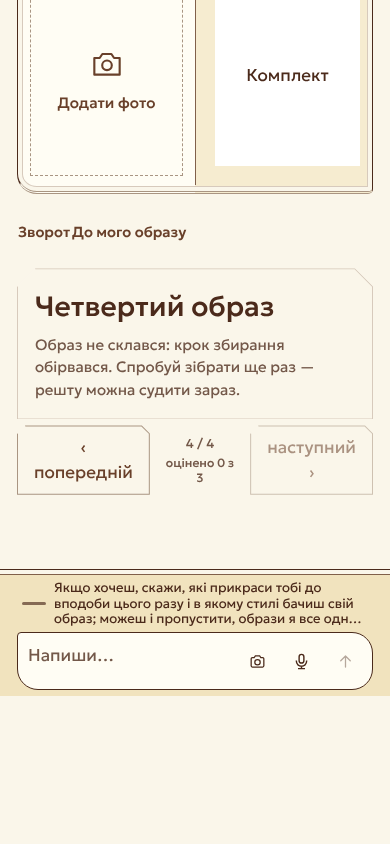 Додати фото
Комплект
Зворот До мого образу
Четвертий образ
Образ не склався: крок збирання
обірвався. Спробуй зібрати ще раз —
решту можна судити зараз.
‹
попередній
4 / 4
оцінено 0 з
3
наступний
›
Якщо хочеш, скажи, які прикраси тобі до
вподоби цього разу і в якому стилі бачиш свій
образ; можеш і пропустити, образи я все одн…
Напиши…